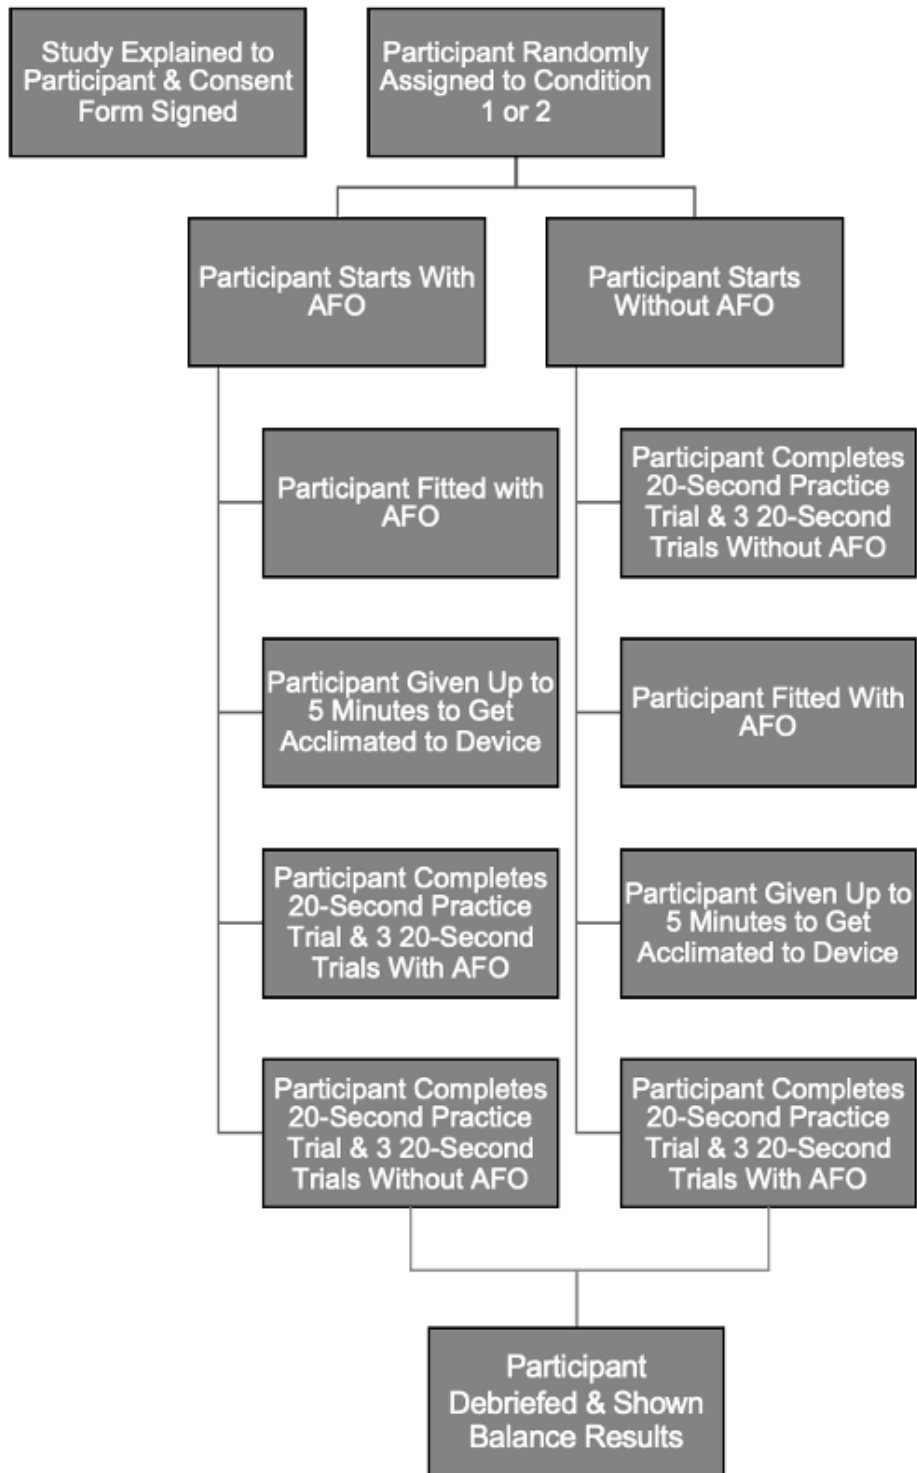 Study Explained to
Participant & Consent
Form Signed
Participant Randomly
Assigned to Condition
1 or 2
Participant Starts With
AFO
Participant Starts
Without AFO
Participant Fitted with
AFO
Participant Given Up to
5 Minutes to Get
Acclimated to Device
Participant Completes
20-Second Practice
Trial & 3 20-Second
Trials With AFO
Participant Completes
20-Second Practice
Trial & 3 20-Second
Trials Without AFO
Participant Completes
20-Second Practice
Trial & 3 20-Second
Trials Without AFO
Participant Fitted With
AFO
Participant Given Up to
5 Minutes to Get
Acclimated to Device
Participant Completes
20-Second Practice
Trial & 3 20-Second
Trials With AFO
Participant
Debriefed & Shown
Balance Results